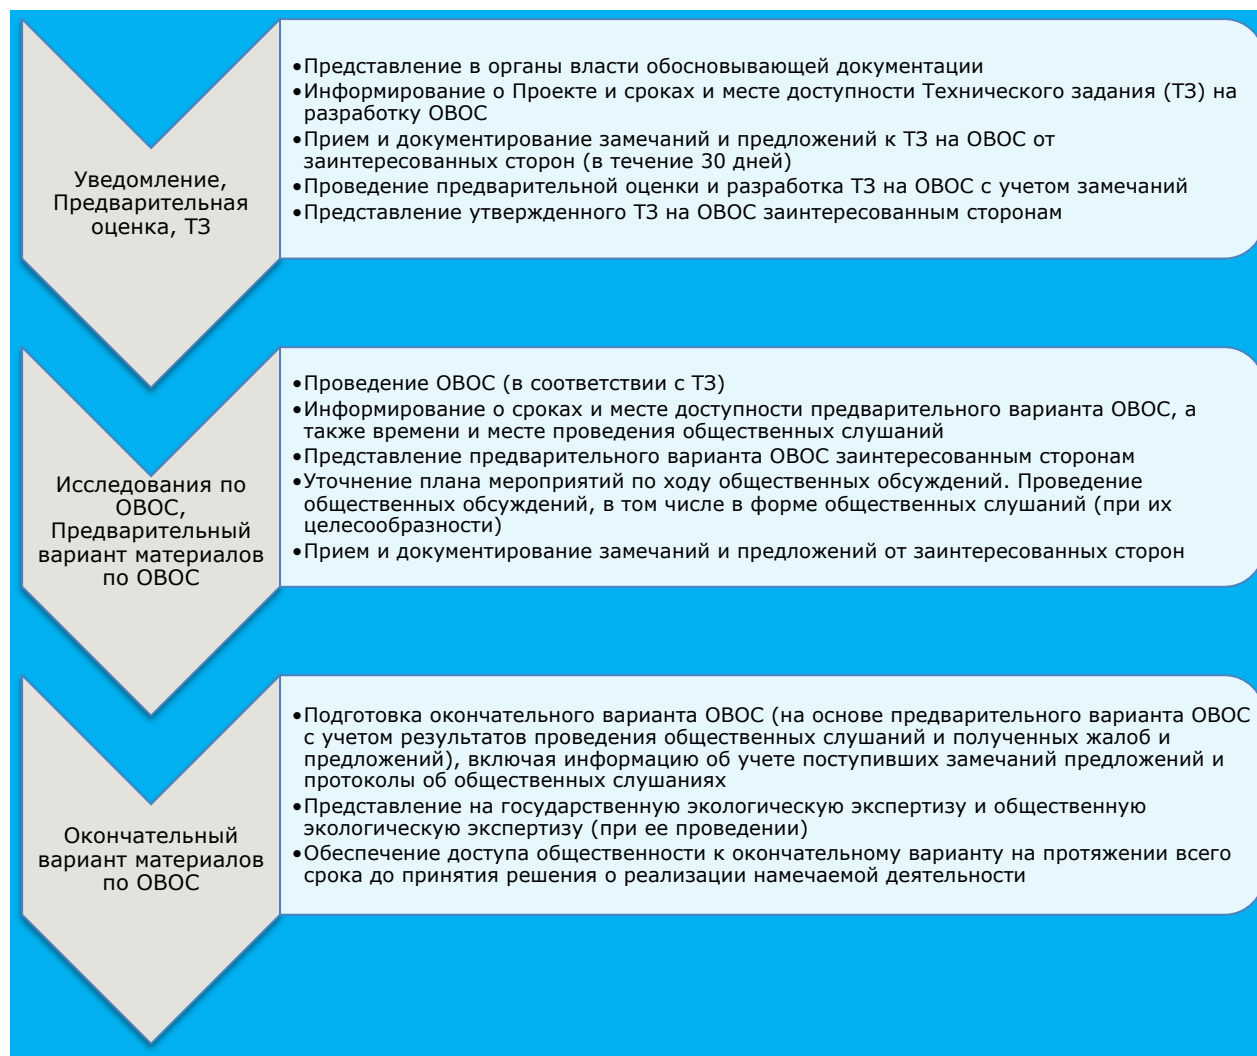 Уведомление,
Предварительная
оценка, ТЗ
•Представление в органы власти обосновывающей документации
•Информирование о Проекте и сроках и месте доступности Технического задания (ТЗ) на
разработку ОВОС
•Прием и документирование замечаний и предложений к ТЗ на ОВОС от
заинтересованных сторон (в течение 30 дней)
•Проведение предварительной оценки и разработка ТЗ на ОВОС с учетом замечаний
•Представление утвержденного ТЗ на ОВОС заинтересованным сторонам
Исследования по
ОВОС,
Предварительный
вариант материалов
по ОВОС
•Проведение ОВОС (в соответствии с ТЗ)
•Информирование о сроках и месте доступности предварительного варианта ОВОС, а
также времени и месте проведения общественных слушаний
•Представление предварительного варианта ОВОС заинтересованным сторонам
•Уточнение плана мероприятий по ходу общественных обсуждений. Проведение
общественных обсуждений, в том числе в форме общественных слушаний (при их
целесообразности)
•Прием и документирование замечаний и предложений от заинтересованных сторон
Окончательный
вариант материалов
по ОВОС
•Подготовка окончательного варианта ОВОС (на основе предварительного варианта ОВОС
с учетом результатов проведения общественных слушаний и полученных жалоб и
предложений), включая информацию об учете поступивших замечаний предложений и
протоколы об общественных слушаниях
•Представление на государственную экологическую экспертизу и общественную
экологическую экспертизу (при ее проведении)
•Обеспечение доступа общественности к окончательному варианту на протяжении всего
срока до принятия решения о реализации намечаемой деятельности